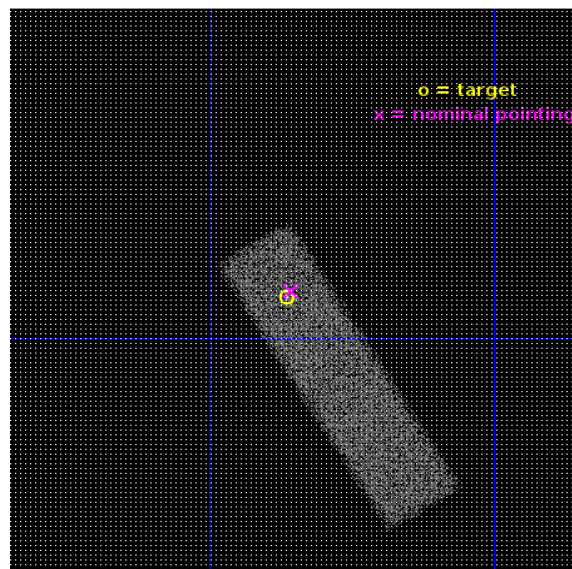 o = target
x = nominal pointing